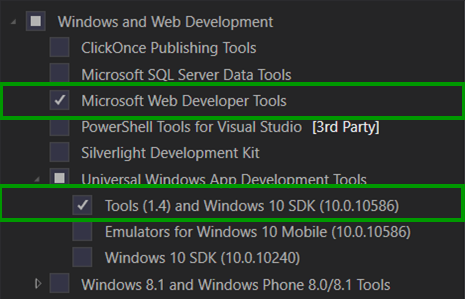 Windows and Web Development
ClickOnce Publishing Tools
Microsoft SQL Server Data Tools
Microsoft Web Developer Tools
PowerShell Tools for Visual Studio [3rd Party]
Silverlight Development Kit
Universal Windows App Development Tools
Tools (1.4) and Windows 10 SDK (10.0.10586)
Emulators for Windows 10 Mobile (10.0.10586)
Windows 10 SDK (10.0.10240)
Windows 8.1 and Windows Phone 8.0/8.1 Tools